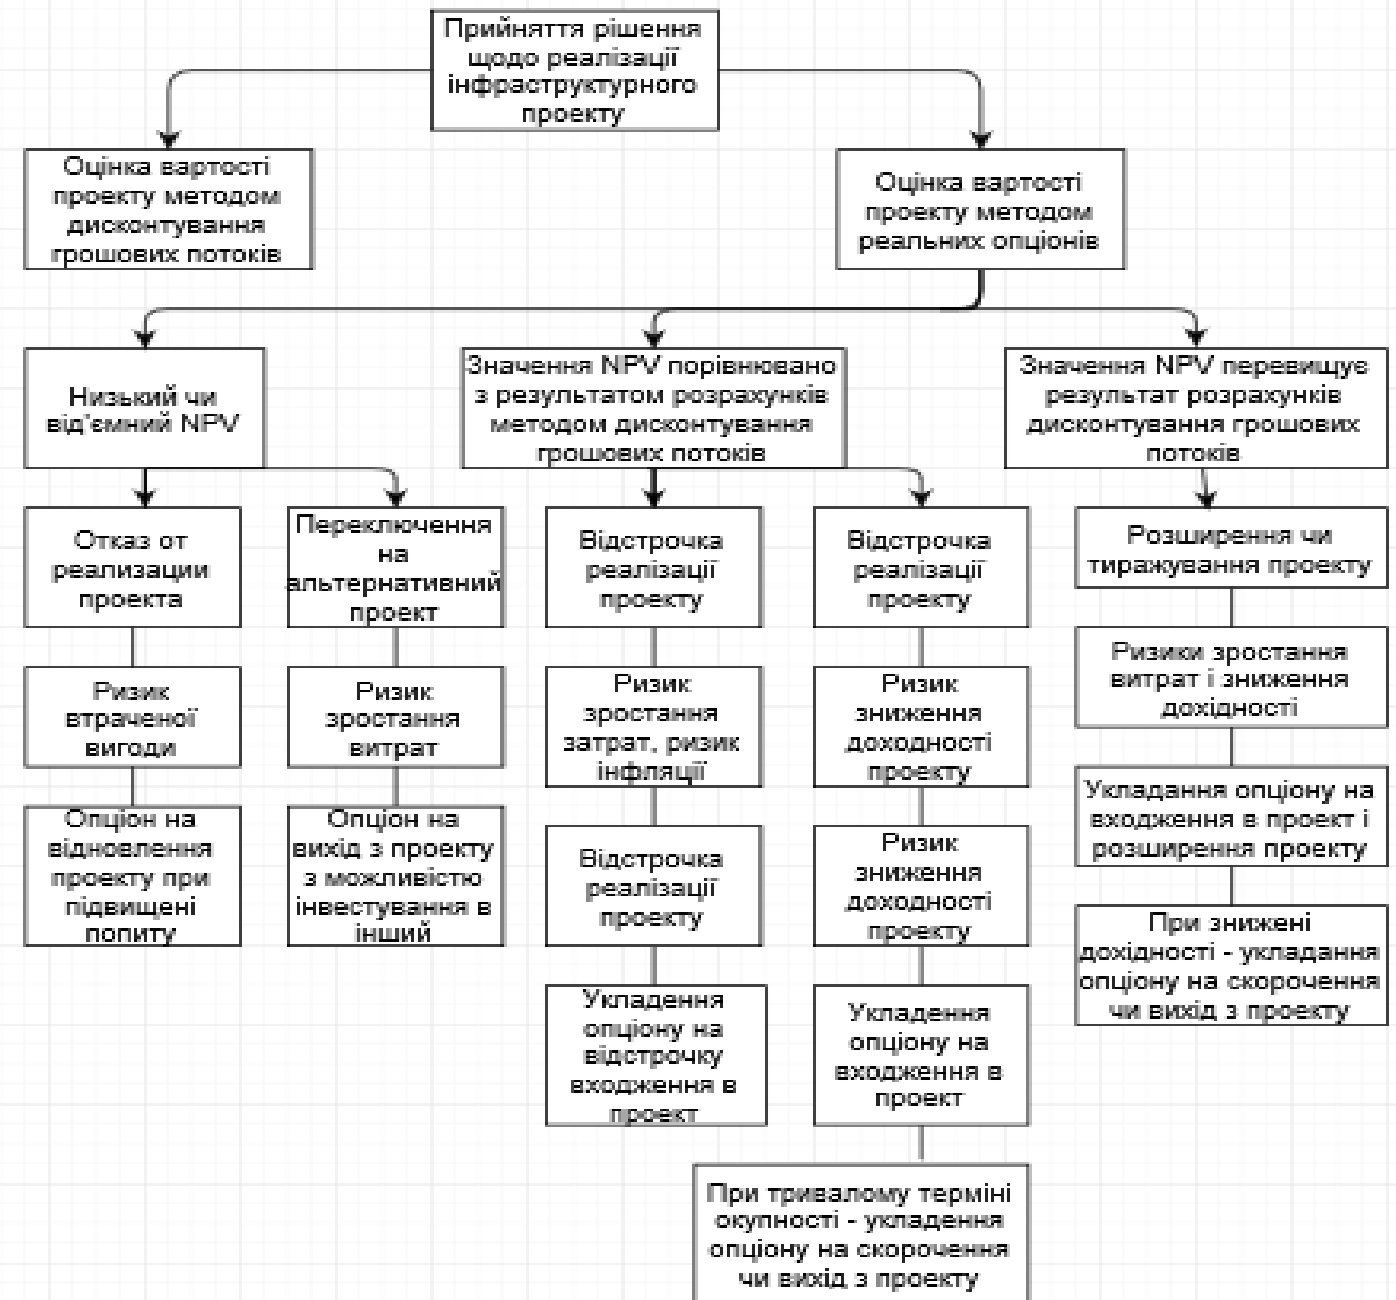 Прийняття рішення
щодо реалізації
інфраструктурного
проекту
Оцінка вартості
проекту методом
дисконтування
грошових потоків
Оцінка вартості
проекту методом
реальних опціонів
Низький чи
від'ємний NPV
Значення NPV порівнювано
з результатом розрахунків
методом дисконтування
грошових потоків
Значення NPV перевищує
результат розрахунків
дисконтування грошових
потоків
Отказ от
реализации
проекта
Переключення
на
альтернативний
проект
Відстрочка
реалізації
проекту
Відстрочка
реалізації
проекту
Розширення чи
тиражування проекту
Ризик
втраченої
вигоди
Ризик
зростання
витрат
Ризик
зростання
затрат, ризик
інфляції
Ризик
зниження
доходності
проекту
Ризики зростання
витрат і зниження
дохідності
Опціон на
відновлення
проекту при
підвищені
попиту
Опціон на
вихід з проекту
з можливістю
інвестування в
інший
Відстрочка
реалізації
проекту
Ризик
зниження
доходності
проекту
Укладання опціону на
входження в проект і
розширення проекту
Укладення
опціону на
відстрочку
входження в
проект
Укладення
опціону на
входження в
проект
При знижені
дохідності - укладання
опціону на скорочення
чи вихід з проекту
При тривалому терміні
окупності - укладення
опціону на скорочення
чи вихід з проекту